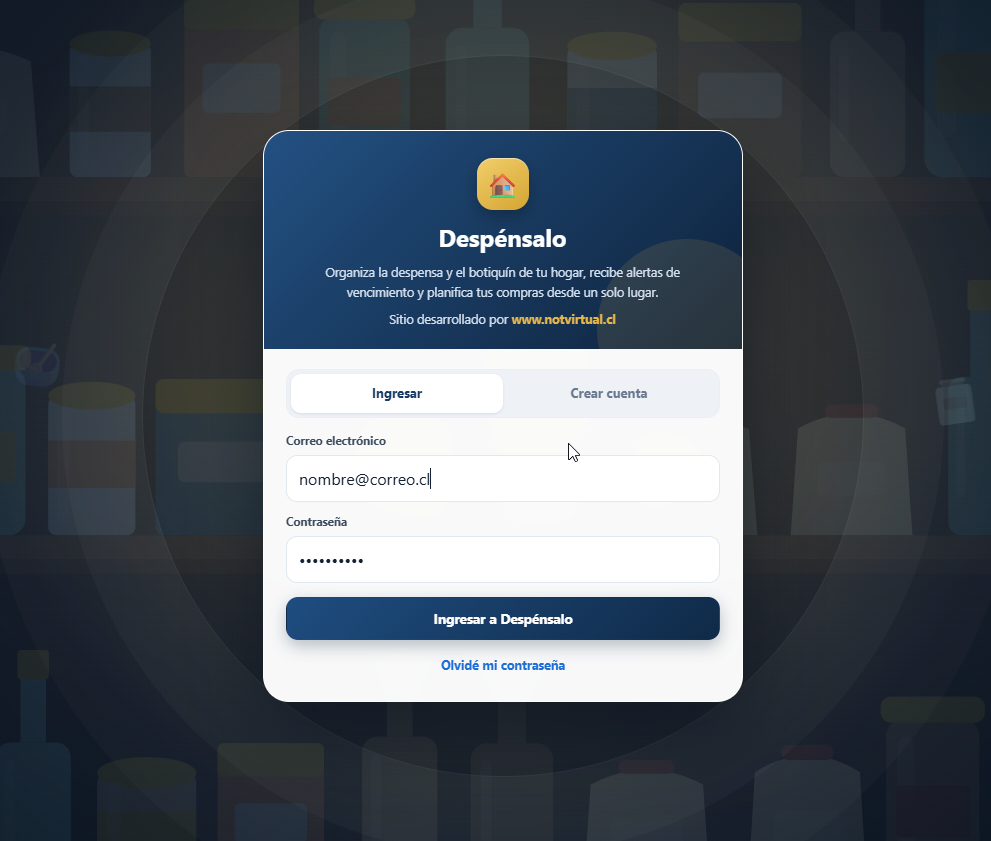 Despénsalo
Organiza la despensa y el botiquín de tu hogar, recibe alertas de
vencimiento y planifica tus compras desde un solo lugar.
Sitio desarrollado por www.notvirtual.cl
Ingresar
Crear cuenta
Correo electrónico
nombre@correo.cl
Contraseña
••••••••••
Ingresar a Despénsalo
Olvidé mi contraseña